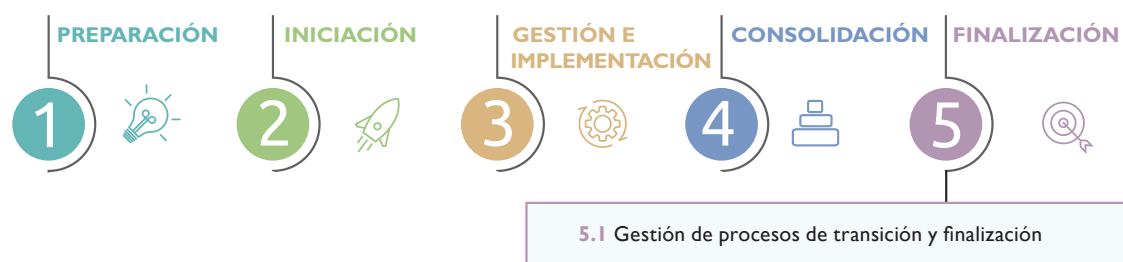 PREPARACIÓN
INICIACIÓN
GESTIÓN E
IMPLEMENTACIÓN
CONSOLIDACIÓN
FINALIZACIÓN
1
2
3
4
5
5.1 Gestión de procesos de transición y finalización